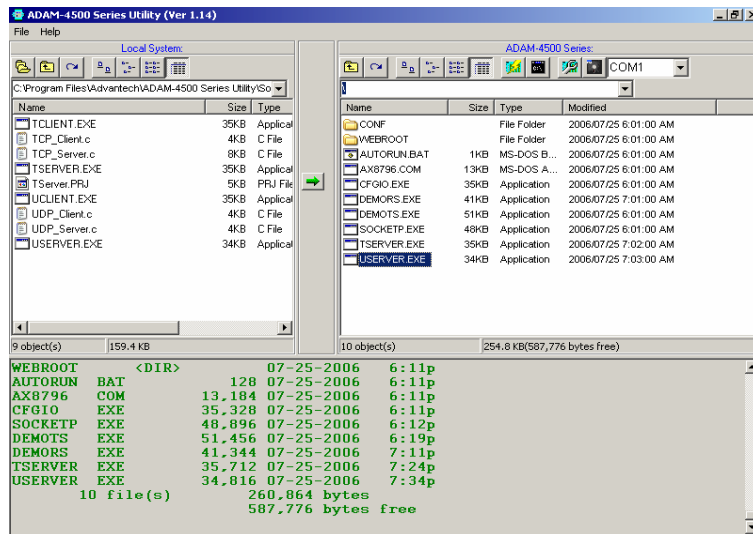 ADAM-4500 Series Utility (Ver 1.14)
File Help
Local System:
C:\Program Files\Advantech\ADAM-4500 Series Utility\So
Name Size Type
TCLIENT.EXE 35KB Applical
TCP_Client.c 4KB C File
TCP_Server.c 8KB C File
TSERVER.EXE 35KB Applical
TServer.PRJ 5KB PRJ File
UCLIENT.EXE 35KB Applical
UDP_Client.c 4KB C File
UDP_Server.c 4KB C File
USERVER.EXE 34KB Applical
9 object(s) 159.4 KB
ADAM-4500 Series:
COM1
\
Name Size Type Modified
CONF File Folder 2006/07/25 6:01:00 AM
WEBROOT File Folder 2006/07/25 6:01:00 AM
AUTORUN.BAT 1KB MS-DOS B... 2006/07/25 6:01:00 AM
AX8796.COM 13KB MS-DOS A... 2006/07/25 6:01:00 AM
CFGIO.EXE 35KB Application 2006/07/25 6:01:00 AM
DEMORS.EXE 41KB Application 2006/07/25 7:01:00 AM
DEMOTS.EXE 51KB Application 2006/07/25 6:01:00 AM
SOCKETP.EXE 48KB Application 2006/07/25 6:01:00 AM
TSERVER.EXE 35KB Application 2006/07/25 7:02:00 AM
USERVER.EXE 34KB Application 2006/07/25 7:03:00 AM
10 object(s) 254.8 KB(587,776 bytes free)
WEBROOT <DIR> 07-25-2006 6:11p
AUTORUN BAT 128 07-25-2006 6:11p
AX8796 COM 13,184 07-25-2006 6:11p
CFGIO EXE 35,328 07-25-2006 6:11p
SOCKETP EXE 48,896 07-25-2006 6:12p
DEMOTS EXE 51,456 07-25-2006 6:19p
DEMORS EXE 41,344 07-25-2006 7:11p
TSERVER EXE 35,712 07-25-2006 7:24p
USERVER EXE 34,816 07-25-2006 7:34p
10 file(s) 260,864 bytes
587,776 bytes free